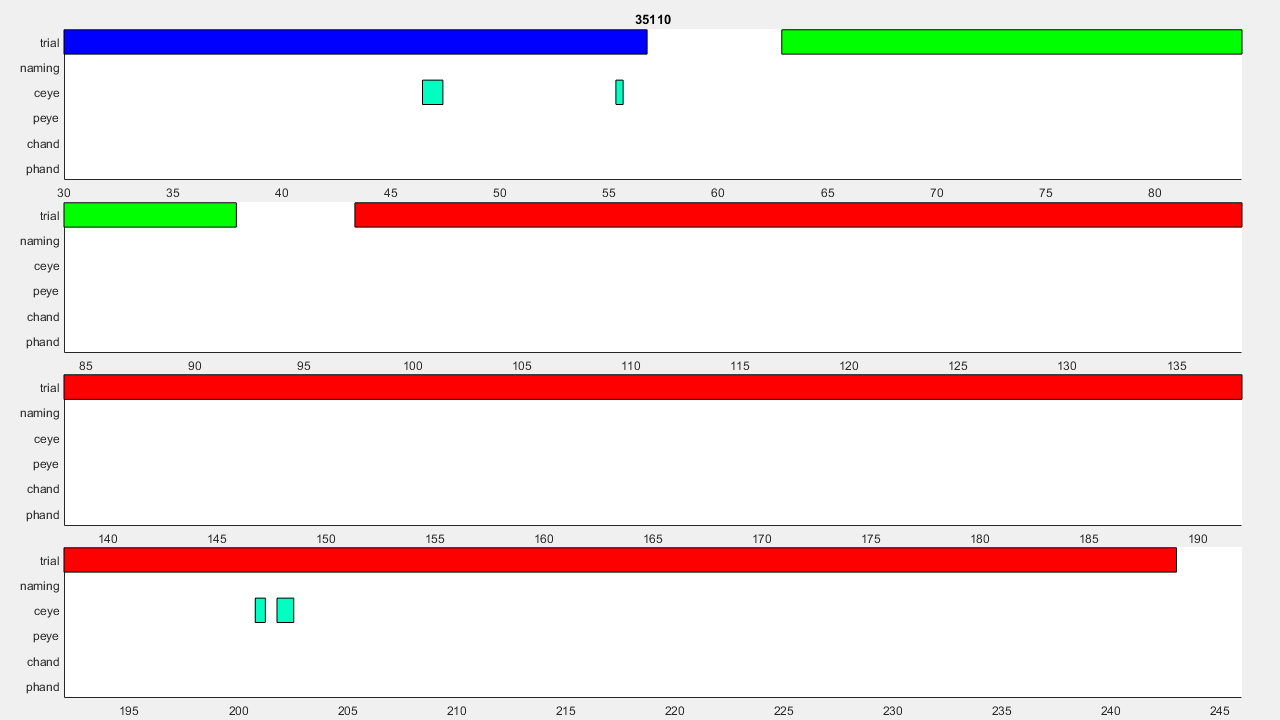 35110
trial
naming
ceye
peye
chand
phand
30 35 40 45 50 55 60 65 70 75 80
trial
naming
ceye
peye
chand
phand
85 90 95 100 105 110 115 120 125 130 135
trial
naming
ceye
peye
chand
phand
140 145 150 155 160 165 170 175 180 185 190
trial
naming
ceye
peye
chand
phand
195 200 205 210 215 220 225 230 235 240 245